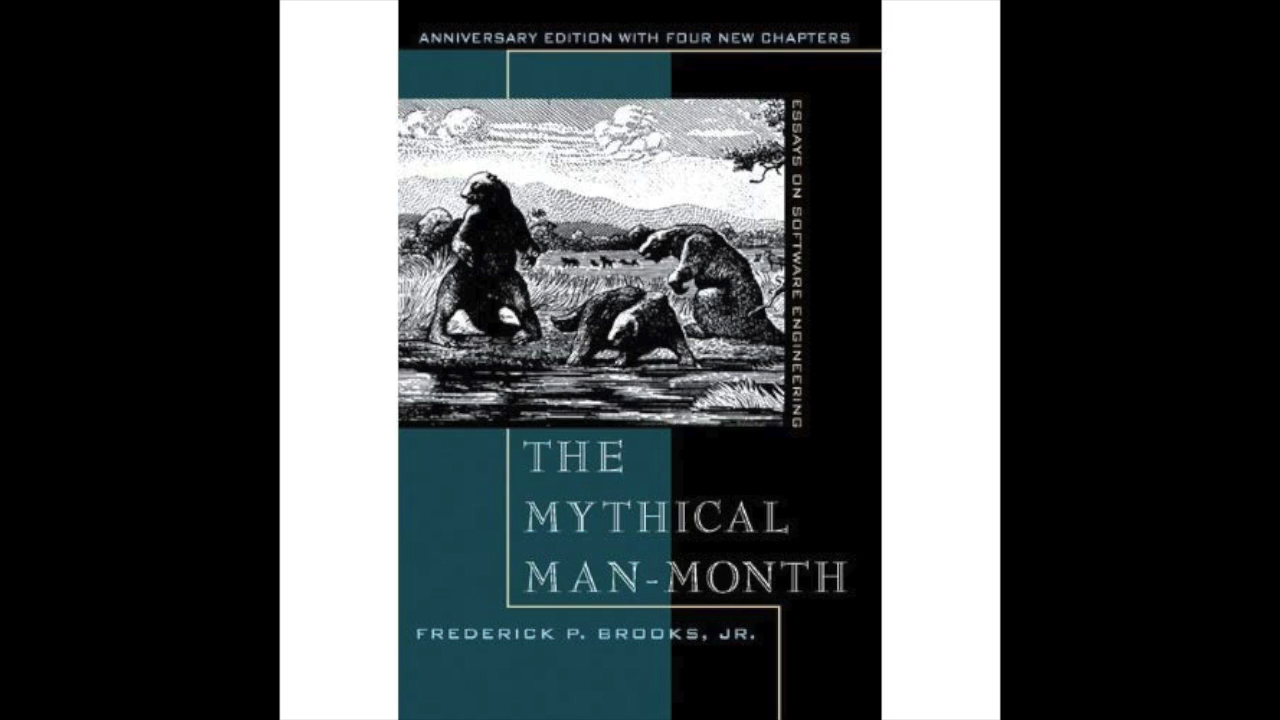 ANNIVERSARY EDITION WITH FOUR NEW CHAPTERS
ESSAYS ON SOFTWARE ENGINEERING
THE
MYTHICAL
MAN-MONTH
FREDERICK P. BROOKS, JR.